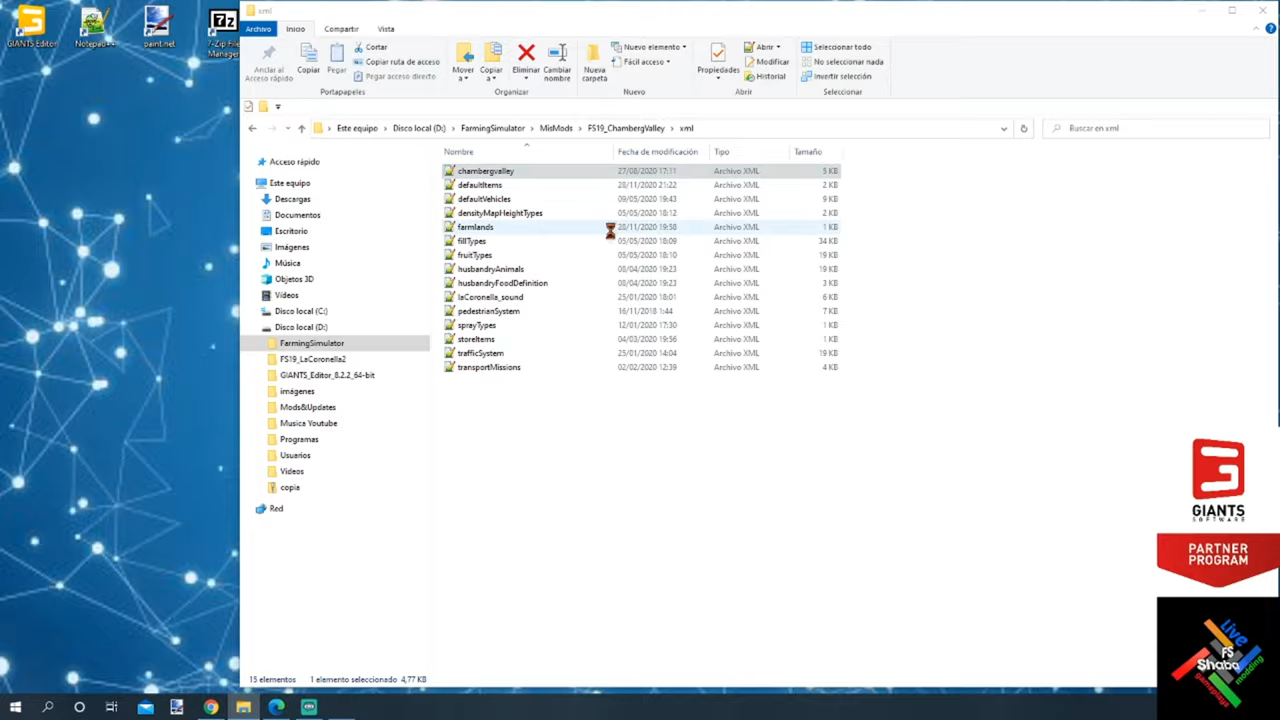 GIANTS Editor
Notepad++
paint.net
7-Zip File Manager
xml
Archivo
Inicio
Compartir
Vista
Anclar al Acceso rápido
Copiar
Pegar
Cortar
Copiar ruta de acceso
Pegar acceso directo
Portapapeles
Mover a
Copiar a
Eliminar
Cambiar nombre
Organizar
Nueva carpeta
Nuevo elemento
Fácil acceso
Nuevo
Propiedades
Abrir
Modificar
Historial
Abrir
Seleccionar todo
No seleccionar nada
Invertir selección
Seleccionar
Este equipo > Disco local (D:) > FarmingSimulator > MisMods > FS19_ChambergValley > xml
Buscar en xml
Acceso rápido
Este equipo
Descargas
Documentos
Escritorio
Imágenes
Música
Objetos 3D
Vídeos
Disco local (C:)
Disco local (D:)
FarmingSimulator
FS19_LaCoronella2
GIANTS_Editor_8.2.2_64-bit
imágenes
Mods&Updates
Musica Youtube
Programas
Usuarios
Videos
copia
Red
Nombre Fecha de modificación Tipo Tamaño
chambergvalley 27/08/2020 17:11 Archivo XML 5 KB
defaultItems 28/11/2020 21:22 Archivo XML 2 KB
defaultVehicles 09/05/2020 19:43 Archivo XML 9 KB
densityMapHeightTypes 05/05/2020 18:12 Archivo XML 2 KB
farmlands 28/11/2020 19:58 Archivo XML 1 KB
fillTypes 05/05/2020 18:09 Archivo XML 34 KB
fruitTypes 05/05/2020 18:10 Archivo XML 19 KB
husbandryAnimals 08/04/2020 19:23 Archivo XML 19 KB
husbandryFoodDefinition 08/04/2020 19:23 Archivo XML 3 KB
laCoronella_sound 25/01/2020 18:01 Archivo XML 6 KB
pedestrianSystem 16/11/2018 1:44 Archivo XML 7 KB
sprayTypes 12/01/2020 17:30 Archivo XML 1 KB
storeItems 04/03/2020 19:56 Archivo XML 1 KB
trafficSystem 25/01/2020 14:04 Archivo XML 19 KB
transportMissions 02/02/2020 12:39 Archivo XML 4 KB
15 elementos 1 elemento seleccionado 4,77 KB
GIANTS
SOFTWARE
PARTNER
PROGRAM
Live
FS
Shaba
gameplays
modding